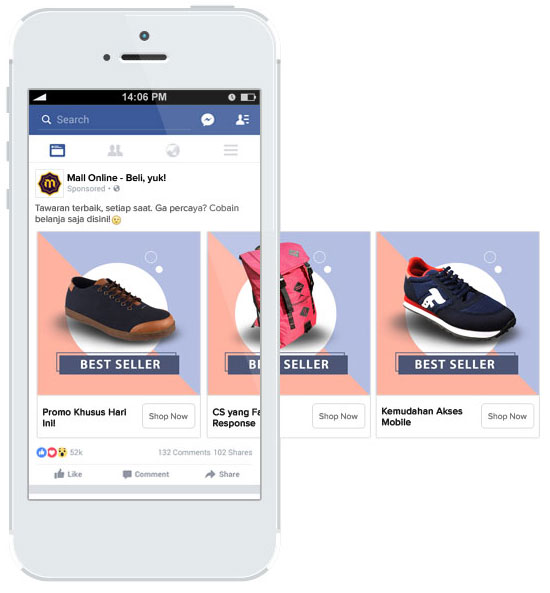 14:06 PM
Search
Mall Online - Beli, yuk!
Sponsored
Tawaran terbaik, setiap saat. Ga percaya? Cobain
belanja saja disini!
BEST SELLER
BEST SELLER
BEST SELLER
Promo Khusus Hari
Ini!
Shop Now
CS yang Fa
Response
Shop Now
Kemudahan Akses
Mobile
Shop Now
52k
132 Comments 102 Shares
Like
Comment
Share